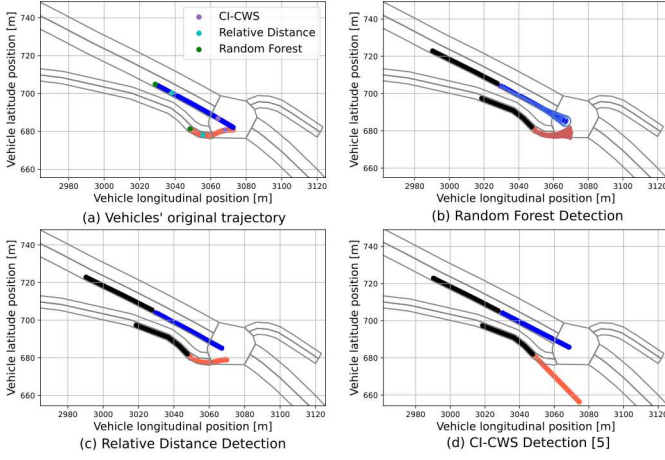 740
720
700
680
660
Vehicle latitude position [m]
CI-CWS
Relative Distance
Random Forest
2980 3000 3020 3040 3060 3080 3100 3120
Vehicle longitudinal position [m]
(a) Vehicles' original trajectory
740
720
700
680
660
Vehicle latitude position [m]
2980 3000 3020 3040 3060 3080 3100 3120
Vehicle longitudinal position [m]
(b) Random Forest Detection
740
720
700
680
660
Vehicle latitude position [m]
2980 3000 3020 3040 3060 3080 3100 3120
Vehicle longitudinal position [m]
(c) Relative Distance Detection
740
720
700
680
660
Vehicle latitude position [m]
2980 3000 3020 3040 3060 3080 3100 3120
Vehicle longitudinal position [m]
(d) CI-CWS Detection [5]